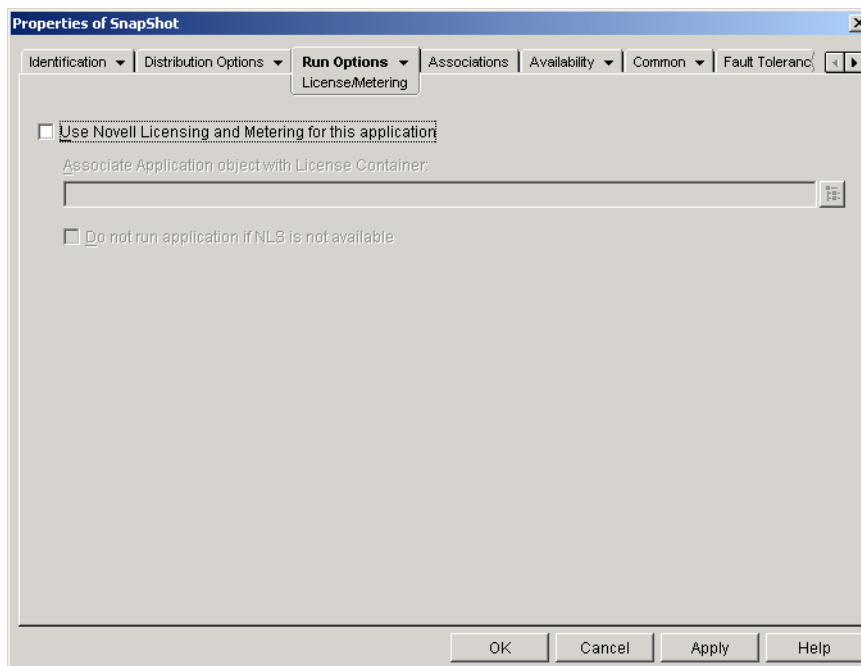 Properties of SnapShot
Identification Distribution Options Run Options Associations Availability Common Fault Toleranc
License/Metering
Use Novell Licensing and Metering for this application
Associate Application object with License Container:
Do not run application if NLS is not available
OK Cancel Apply Help